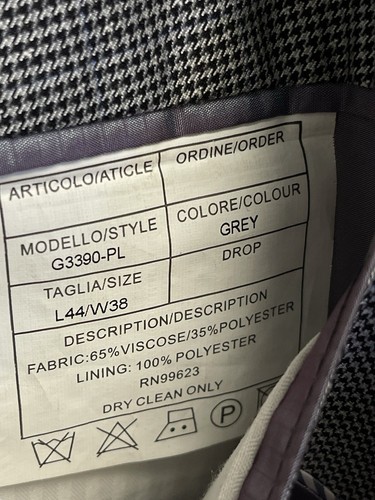 ARTICOLO/ATICLE
ORDINE/ORDER
MODELLO/STYLE
G3390-PL
COLORE/COLOUR
GREY
TAGLIA/SIZE
L44/W38
DROP
DESCRIPTION/DESCRIPTION
FABRIC:65%VISCOSE/35%POLYESTER
LINING: 100% POLYESTER
RN99623
DRY CLEAN ONLY
P